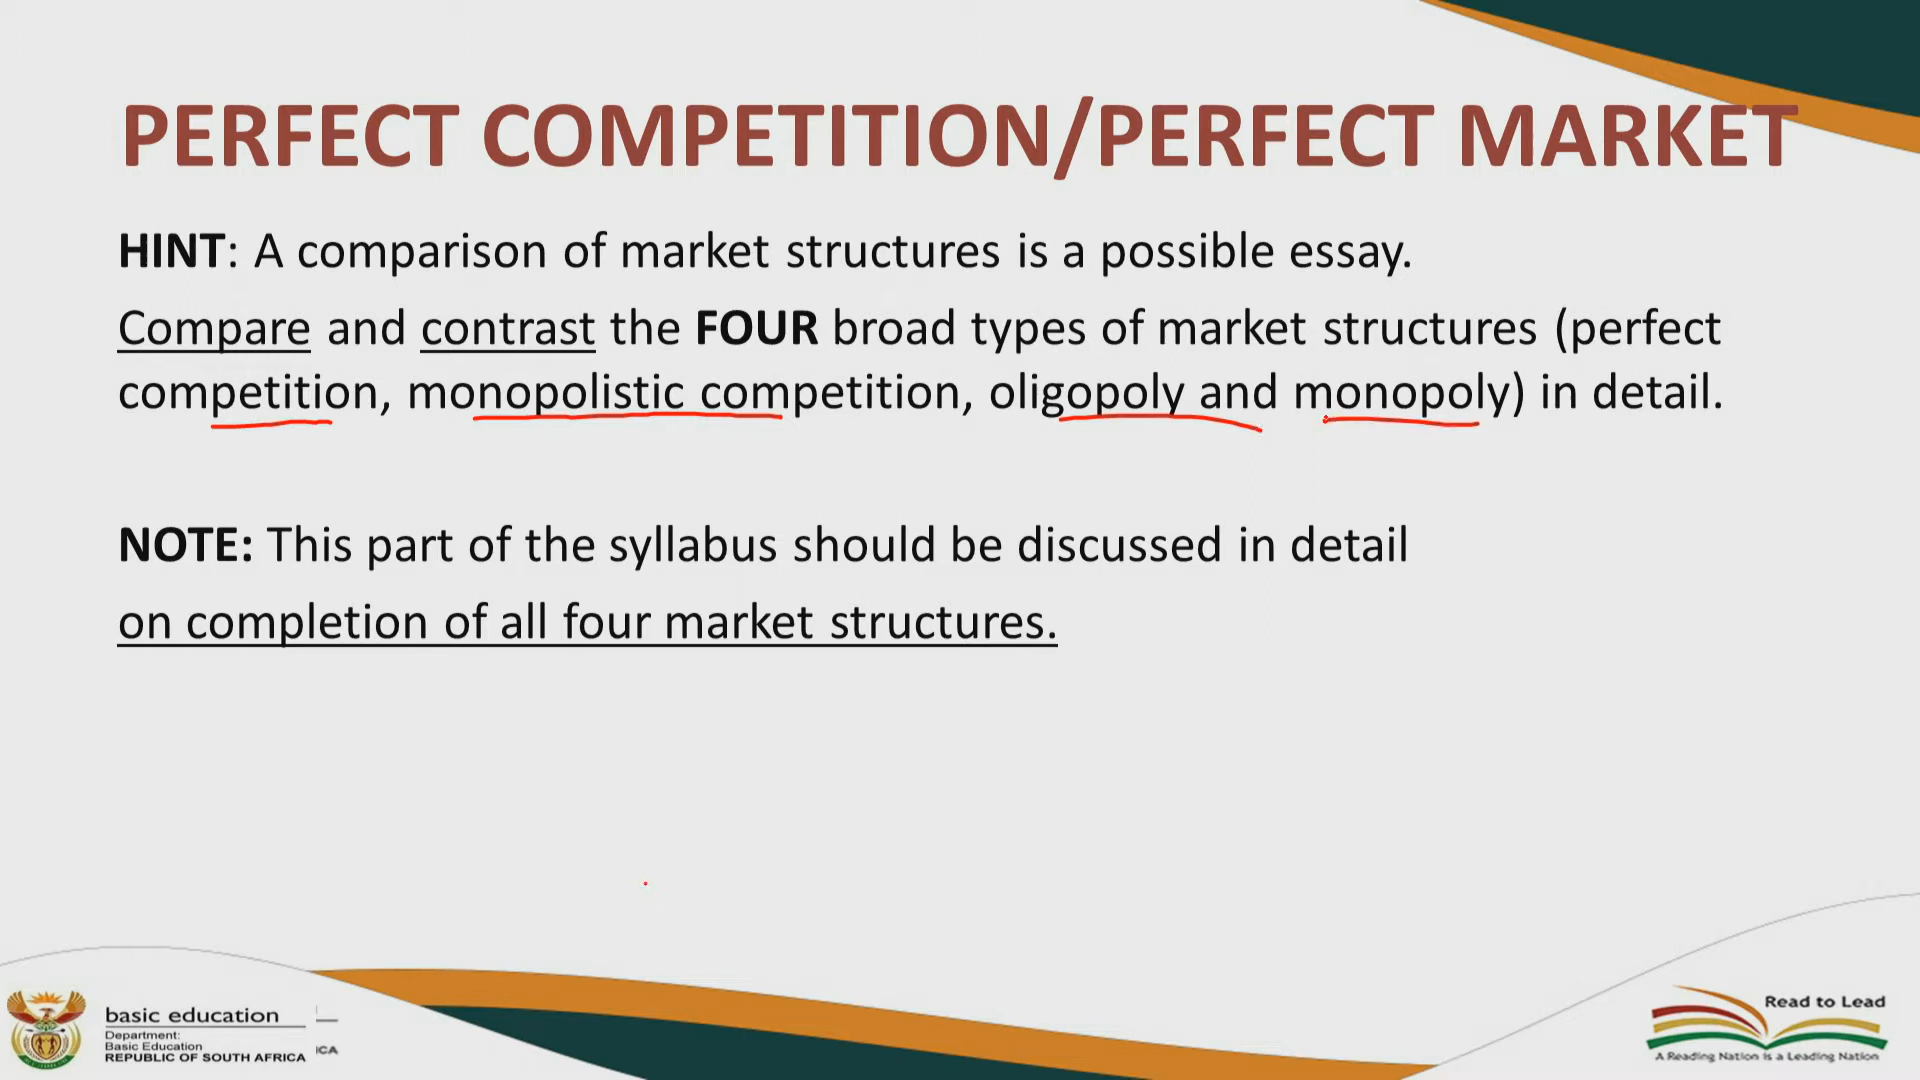 PERFECT COMPETITION/PERFECT MARKET
HINT: A comparison of market structures is a possible essay.
Compare and contrast the FOUR broad types of market structures (perfect
competition, monopolistic competition, oligopoly and monopoly) in detail.
NOTE: This part of the syllabus should be discussed in detail
on completion of all four market structures.
basic education
Department:
Basic Education
REPUBLIC OF SOUTH AFRICA
ICA
Read to Lead
A Reading Nation is a Leading Nation